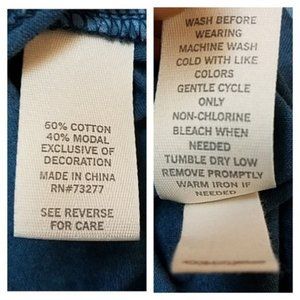 60% COTTON
40% MODAL
EXCLUSIVE OF
DECORATION
MADE IN CHINA
RN#73277
SEE REVERSE
FOR CARE
WASH BEFORE
WEARING
MACHINE WASH
COLD WITH LIKE
COLORS
GENTLE CYCLE
ONLY
NON-CHLORINE
BLEACH WHEN
NEEDED
TUMBLE DRY LOW
REMOVE PROMPTLY
WARM IRON IF
NEEDED